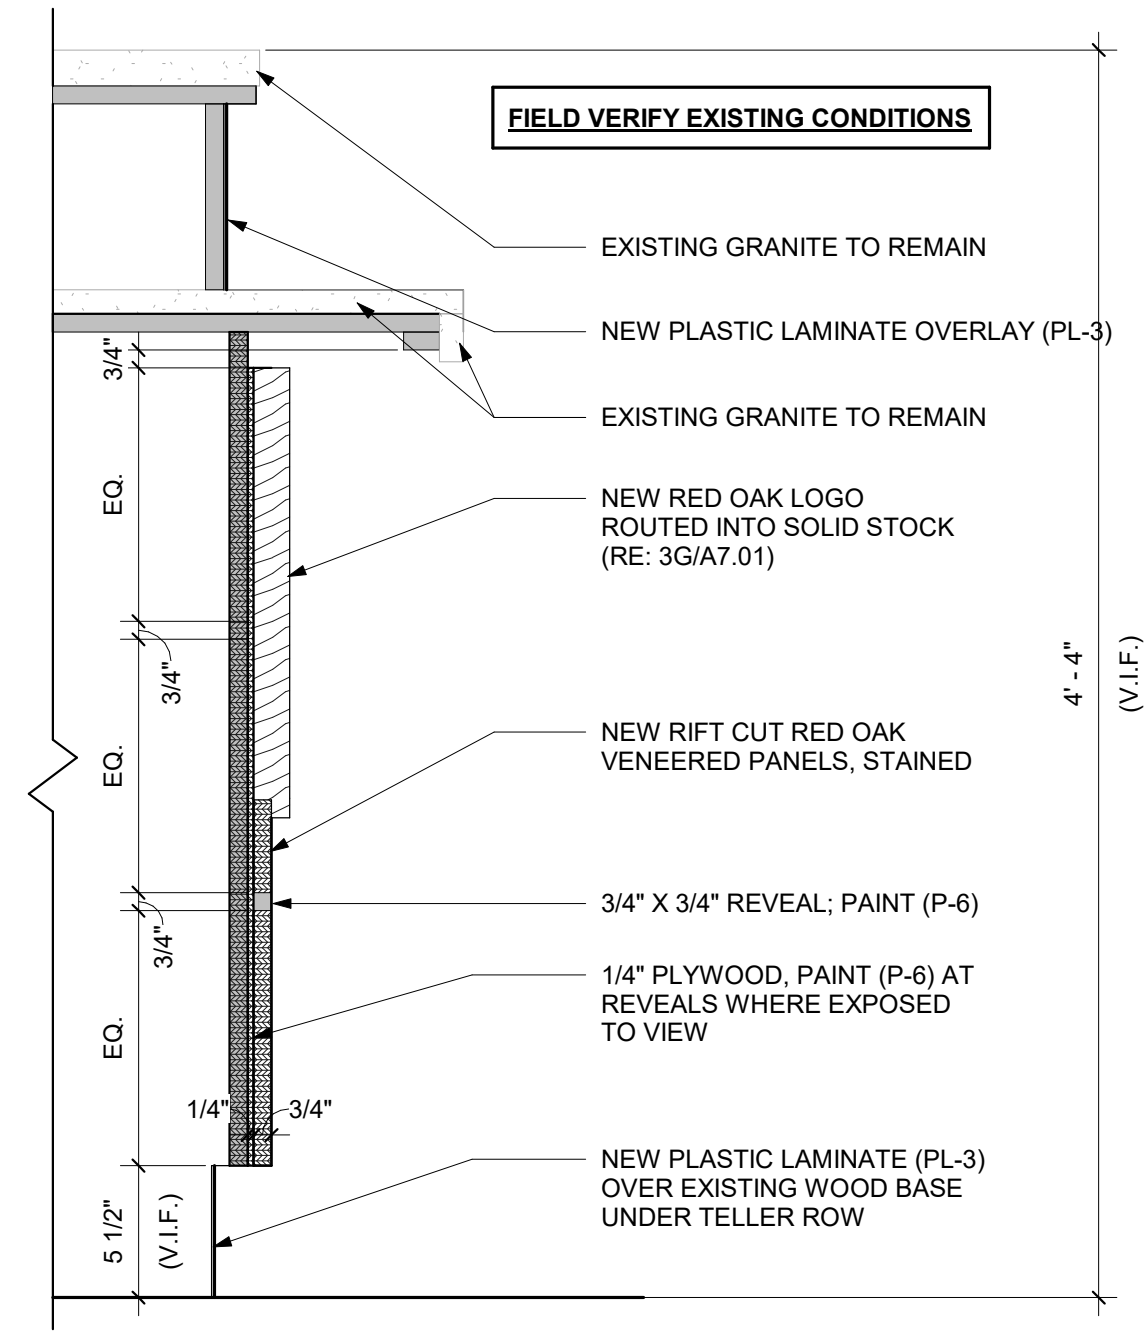 FIELD VERIFY EXISTING CONDITIONS
EXISTING GRANITE TO REMAIN
NEW PLASTIC LAMINATE OVERLAY (PL-3)
3/4"
EXISTING GRANITE TO REMAIN
EQ.
NEW RED OAK LOGO
ROUTED INTO SOLID STOCK
(RE: 3G/A7.01)
3/4"
4' - 4"
(V.I.F.)
EQ.
NEW RIFT CUT RED OAK
VENEERED PANELS, STAINED
3/4"
3/4" X 3/4" REVEAL; PAINT (P-6)
1/4" PLYWOOD, PAINT (P-6) AT
REVEALS WHERE EXPOSED
TO VIEW
EQ.
1/4"
3/4"
NEW PLASTIC LAMINATE (PL-3)
OVER EXISTING WOOD BASE
UNDER TELLER ROW
5 1/2"
(V.I.F.)